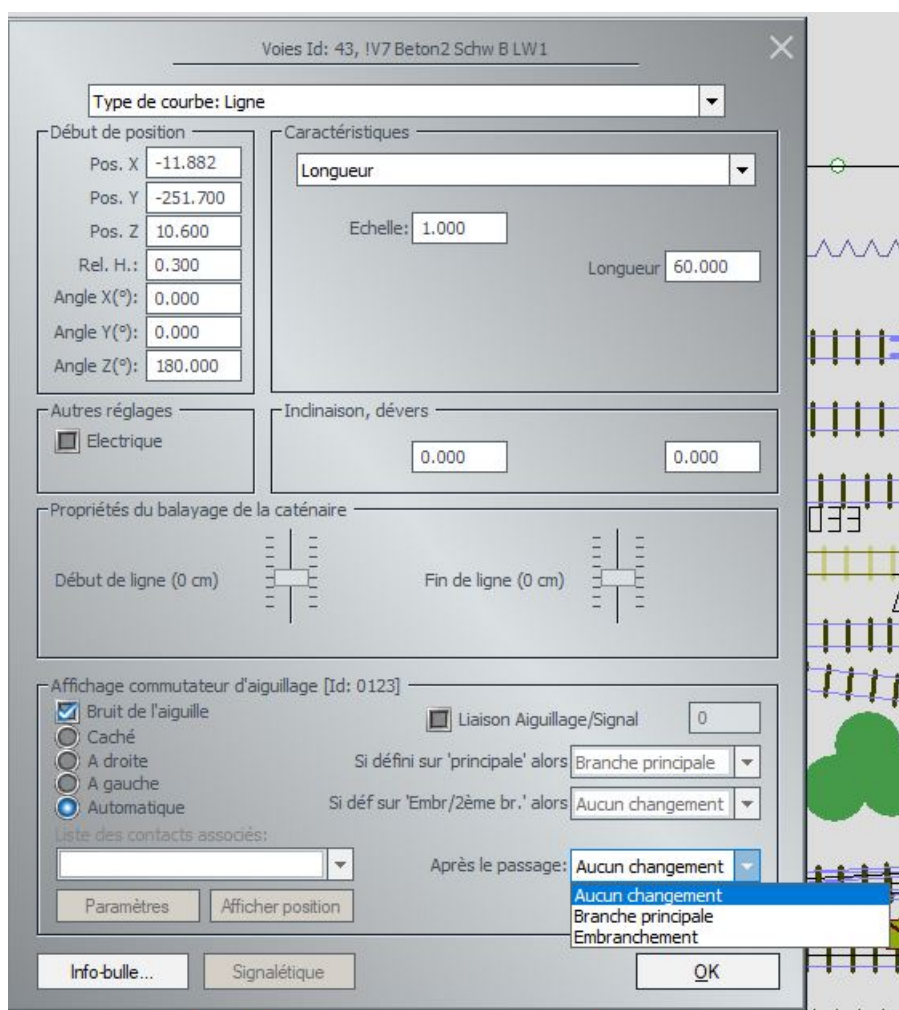 Voies Id: 43, !V7 Beton2 Schw B LW1
Type de courbe: Ligne
Début de position
Pos. X -11.882
Pos. Y -251.700
Pos. Z 10.600
Rel. H.: 0.300
Angle X(°): 0.000
Angle Y(°): 0.000
Angle Z(°): 180.000
Caractéristiques
Longueur
Echelle: 1.000
Longueur 60.000
Autres réglages
Electrique
Inclinaison, dévers
0.000 0.000
Propriétés du balayage de la caténaire
Début de ligne (0 cm) Fin de ligne (0 cm)
Affichage commutateur d'aiguillage [Id: 0123]
Bruit de l'aiguille
Caché
A droite
A gauche
Automatique
Liste des contacts associés:
Paramètres Afficher position
Liaison Aiguillage/Signal 0
Si défini sur 'principale' alors Branche principale
Si déf sur 'Embr/2ème br.' alors Aucun changement
Après le passage: Aucun changement
Aucun changement
Branche principale
Embranchement
Info-bulle... Signalétique OK